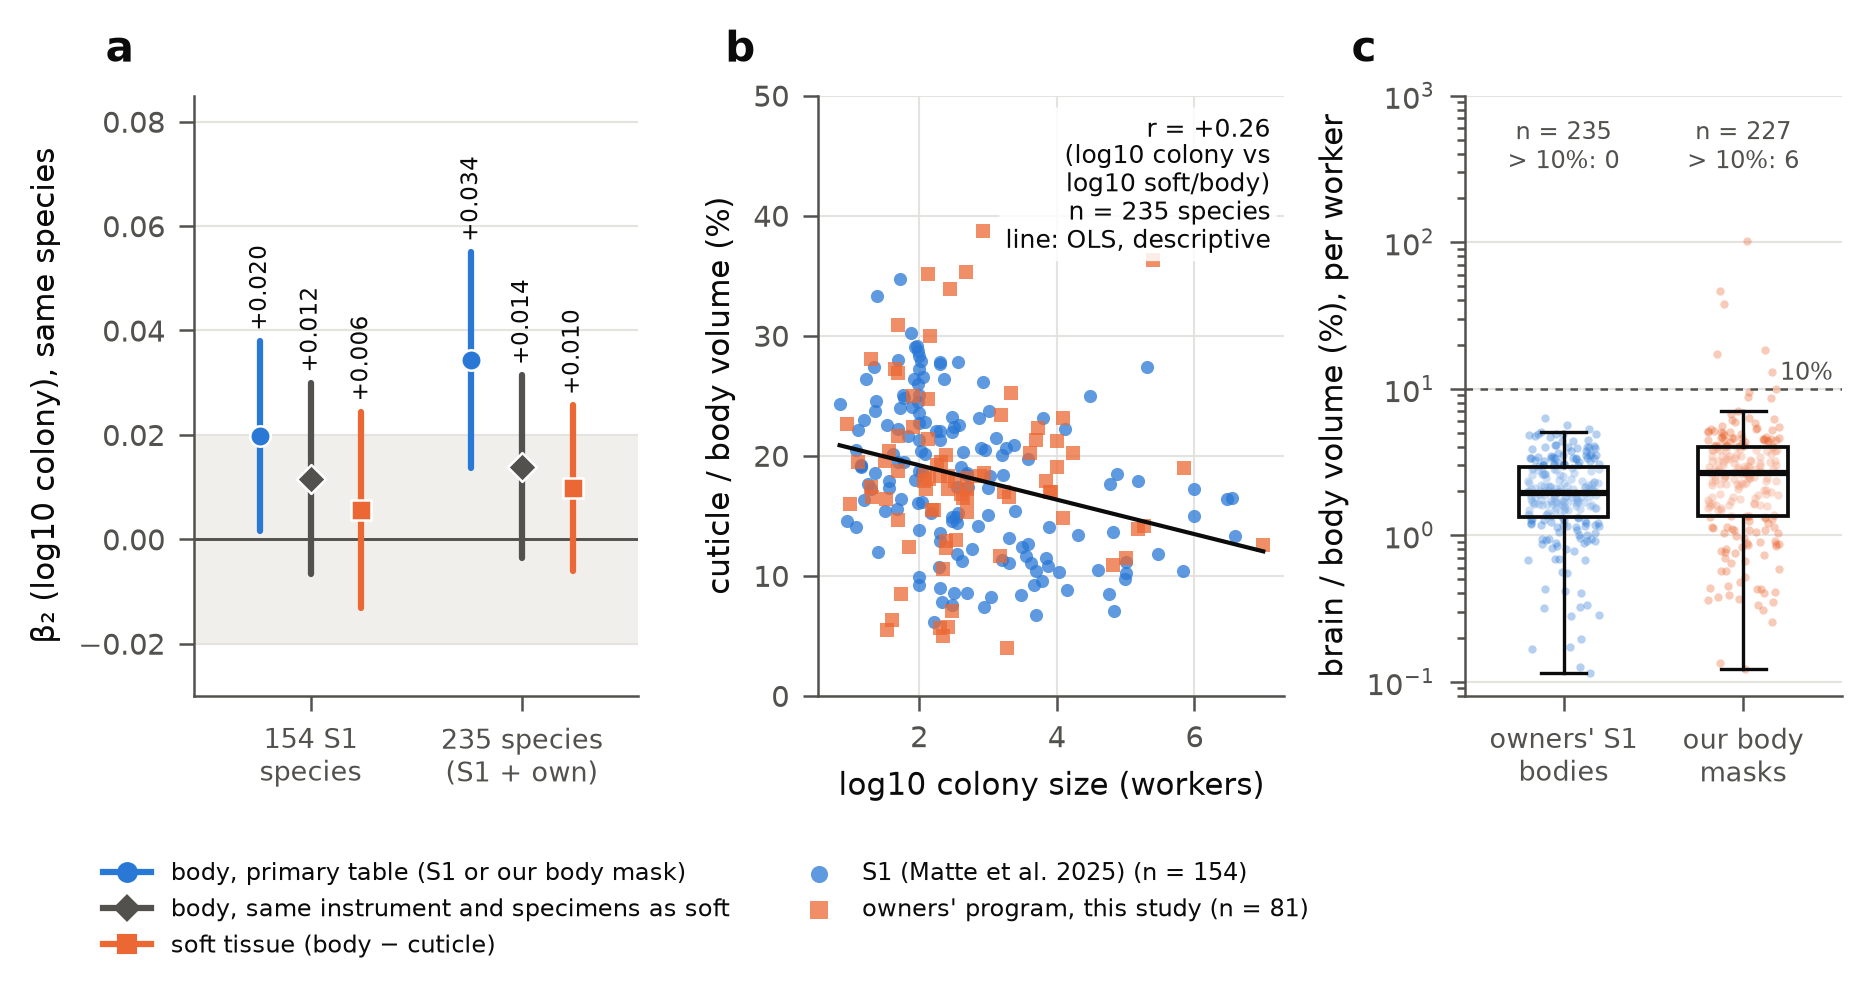 a
β₂ (log10 colony), same species
0.08
0.06
0.04
0.02
0.00
−0.02
+0.020
+0.012
+0.006
+0.034
+0.014
+0.010
154 S1
species
235 species
(S1 + own)
b
cuticle / body volume (%)
50
40
30
20
10
0
r = +0.26
(log10 colony vs
log10 soft/body)
n = 235 species
line: OLS, descriptive
2
4
6
log10 colony size (workers)
c
brain / body volume (%), per worker
10³
10²
10¹
10⁰
10⁻¹
n = 235
> 10%: 0
n = 227
> 10%: 6
10%
owners' S1
bodies
our body
masks
body, primary table (S1 or our body mask)
body, same instrument and specimens as soft
soft tissue (body − cuticle)
S1 (Matte et al. 2025) (n = 154)
owners' program, this study (n = 81)